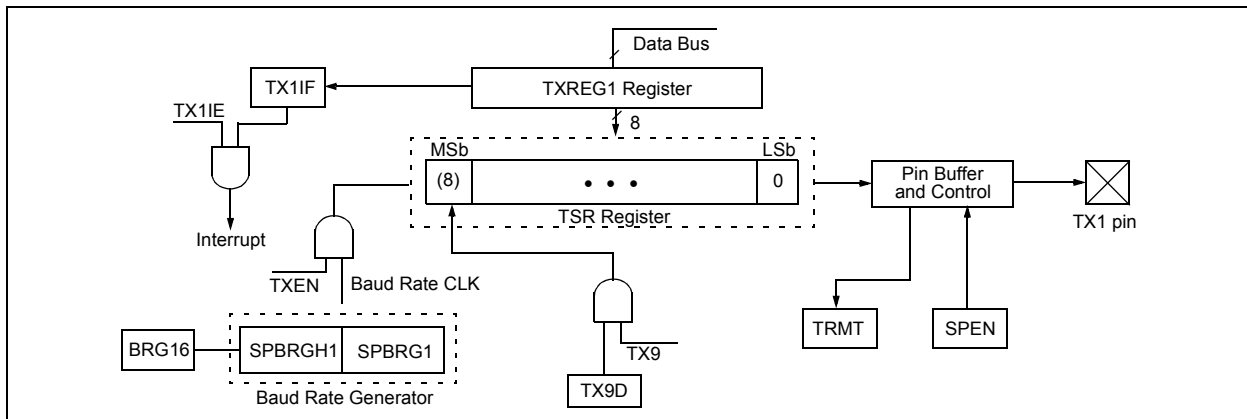 Data Bus
TX1IF
TXREG1 Register
TX1IE
8
MSb
LSb
(8)
• • •
0
Pin Buffer
and Control
TSR Register
TX1 pin
Interrupt
TXEN
Baud Rate CLK
TRMT
SPEN
BRG16
SPBRGH1
SPBRG1
TX9
Baud Rate Generator
TX9D